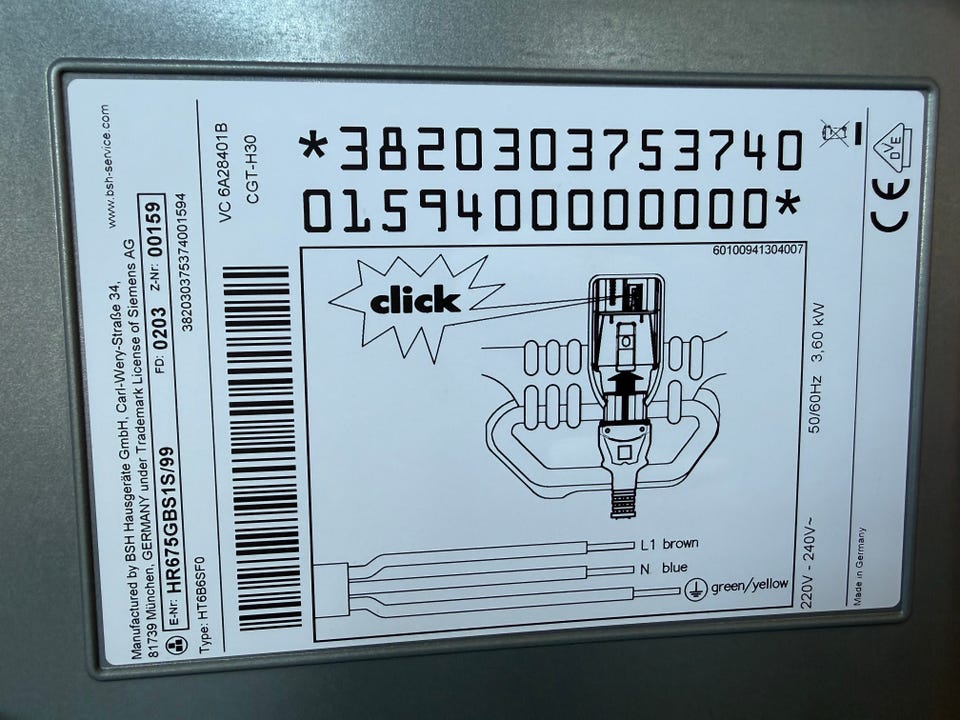 www.bsh-service.com
Manufactured by BSH Hausgeräte GmbH, Carl-Wery-Straße 34,
81739 München, GERMANY under Trademark License of Siemens AG
E-Nr: HR675GBS1S/99 FD: 0203 Z-Nr: 00159
382030375374001594
Type: HT6B6SF0
VC 6A28401B
CGT-H30
*3820303753740
01594000000000*
60100941304007
click
L1 brown
N blue
green/yellow
220V - 240V~ 50/60Hz 3,60 kW
Made in Germany
CE
DVE